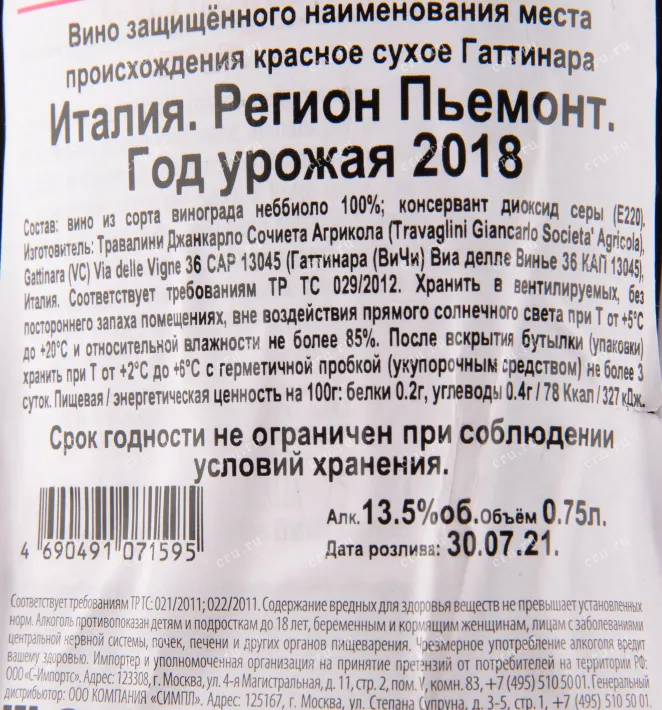 Вино защищённого наименования места
происхождения красное сухое Гаттинара
Италия. Регион Пьемонт.
Год урожая 2018
Состав: вино из сорта винограда неббиоло 100%; консервант диоксид серы (Е220).
Изготовитель: Травалини Джанкарло Сочиета Агрикола (Travaglini Giancarlo Societa' Agricola),
Gattinara (VC) Via delle Vigne 36 CAP 13045 (Гаттинара (ВиЧи) Виа делле Винье 36 КАП 13045),
Италия. Соответствует требованиям ТР ТС 029/2012. Хранить в вентилируемых, без
постороннего запаха помещениях, вне воздействия прямого солнечного света при Т от +5°С
до +20°С и относительной влажности не более 85%. После вскрытия бутылки (упаковки)
хранить при Т от +2°С до +6°С с герметичной пробкой (укупорочным средством) не более 3
суток. Пищевая / энергетическая ценность на 100г: белки 0.2г, углеводы 0.4г / 78 Ккал / 327 кДж.
Срок годности не ограничен при соблюдении
условий хранения.
Алк. 13.5%об. Объём 0.75л.
4 690491 071595
Дата розлива: 30.07.21.
Соответствует требованиям ТР ТС: 021/2011; 022/2011. Содержание вредных для здоровья веществ не превышает установленных
норм. Алкоголь противопоказан детям и подросткам до 18 лет, беременным и кормящим женщинам, лицам с заболеваниями
центральной нервной системы, почек, печени и других органов пищеварения. Чрезмерное употребление алкоголя вредит
вашему здоровью. Импортер и уполномоченная организация на принятие претензий от потребителей на территории РФ:
ООО «С-Импортс». Адрес: 123308, г. Москва, ул. 4-я Магистральная, д. 11, стр. 2, пом. V, комн. 83, +7 (495) 510 50 01. Генеральный
дистрибьютор: ООО КОМПАНИЯ «СИМПЛ». Адрес: 125167, г. Москва, ул. Степана Супруна, д. 3-5, стр. 1, +7 (495) 510 50 01.